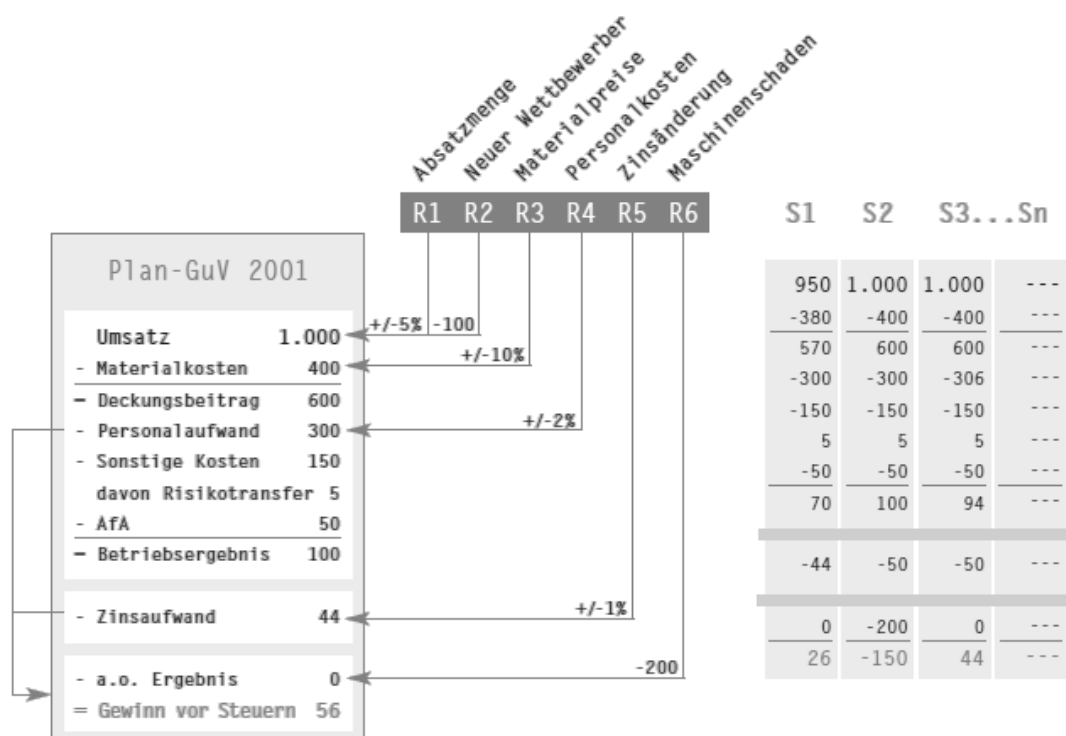 Absatzmenge
Neuer Wettbewerber
Materialpreise
Personalkosten
Zinsänderung
Maschinenschaden
R1 R2 R3 R4 R5 R6
S1 S2 S3...Sn
Plan-GuV 2001
Umsatz 1.000
- Materialkosten 400
= Deckungsbeitrag 600
- Personalaufwand 300
- Sonstige Kosten 150
davon Risikotransfer 5
- AfA 50
= Betriebsergebnis 100
- Zinsaufwand 44
- a.o. Ergebnis 0
= Gewinn vor Steuern 56
+/-5% -100
+/-10%
+/-2%
+/-1%
-200
950 1.000 1.000 ---
-380 -400 -400 ---
570 600 600 ---
-300 -300 -306 ---
-150 -150 -150 ---
5 5 5 ---
-50 -50 -50 ---
70 100 94 ---
-44 -50 -50 ---
0 -200 0 ---
26 -150 44 ---